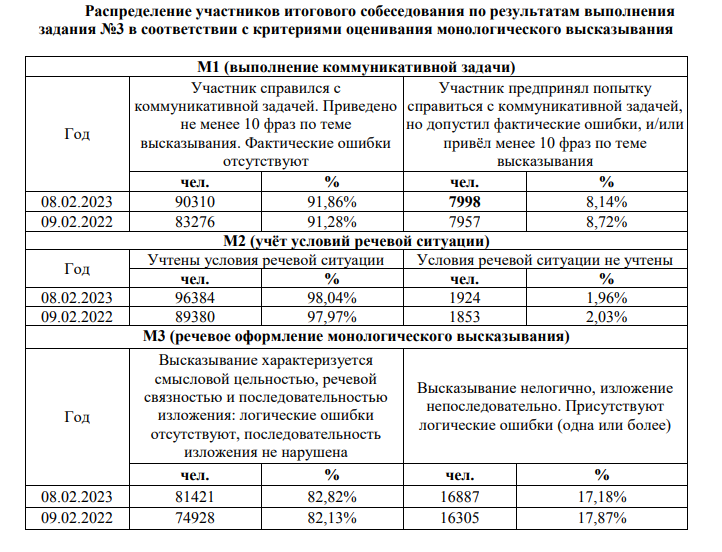 Распределение участников итогового собеседования по результатам выполнения
задания №3 в соответствии с критериями оценивания монологического высказывания
М1 (выполнение коммуникативной задачи)
Год
Участник справился с
коммуникативной задачей. Приведено
не менее 10 фраз по теме
высказывания. Фактические ошибки
отсутствуют
Участник предпринял попытку
справиться с коммуникативной задачей,
но допустил фактические ошибки, и/или
привёл менее 10 фраз по теме
высказывания
чел. % чел. %
08.02.2023 90310 91,86% 7998 8,14%
09.02.2022 83276 91,28% 7957 8,72%
М2 (учёт условий речевой ситуации)
Год
Учтены условия речевой ситуации Условия речевой ситуации не учтены
чел. % чел. %
08.02.2023 96384 98,04% 1924 1,96%
09.02.2022 89380 97,97% 1853 2,03%
М3 (речевое оформление монологического высказывания)
Год
Высказывание характеризуется
смысловой цельностью, речевой
связностью и последовательностью
изложения: логические ошибки
отсутствуют, последовательность
изложения не нарушена
Высказывание нелогично, изложение
непоследовательно. Присутствуют
логические ошибки (одна или более)
чел. % чел. %
08.02.2023 81421 82,82% 16887 17,18%
09.02.2022 74928 82,13% 16305 17,87%